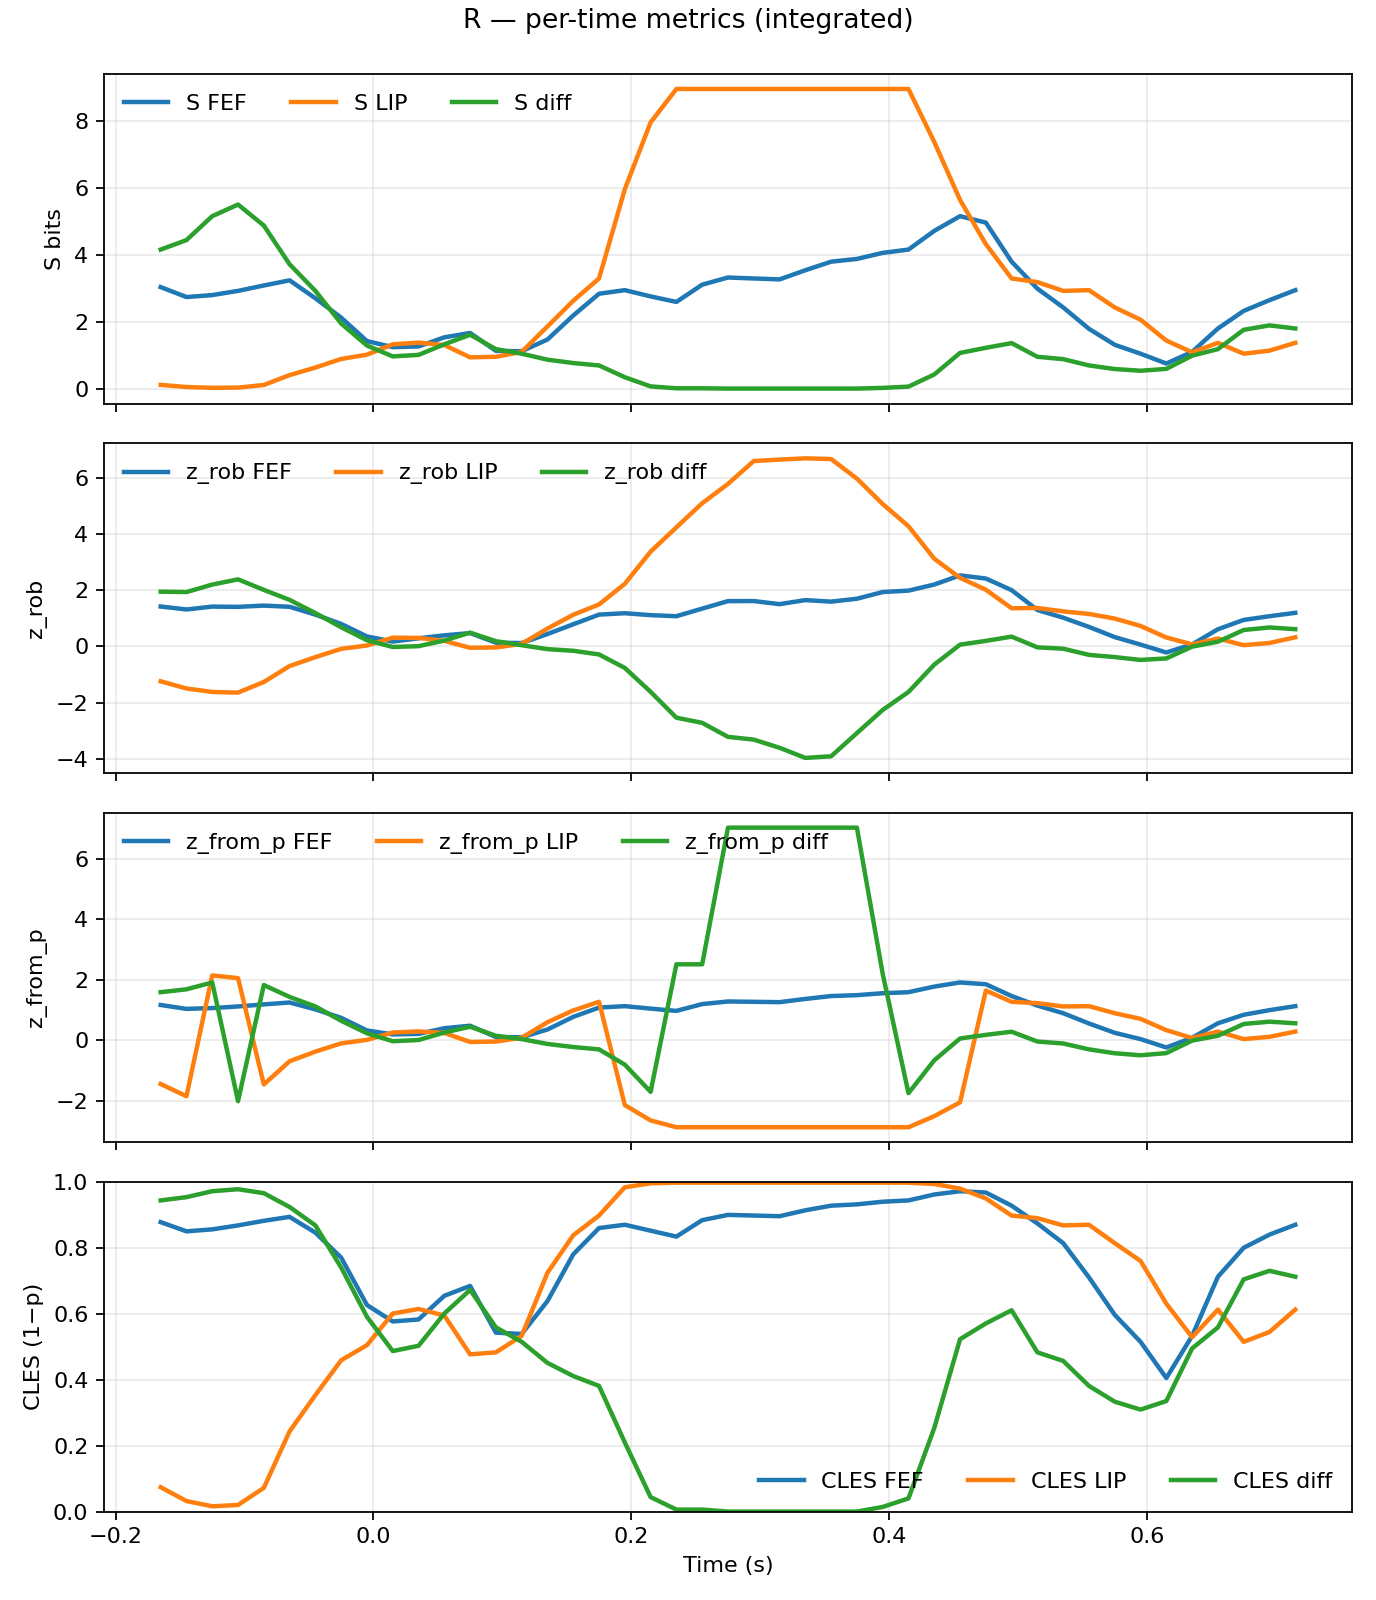 R — per-time metrics (integrated)
S FEF S LIP S diff
8
6
4
2
0
S bits
z_rob FEF z_rob LIP z_rob diff
6
4
2
0
−2
−4
z_rob
z_from_p FEF z_from_p LIP z_from_p diff
6
4
2
0
−2
z_from_p
1.0
0.8
0.6
0.4
0.2
0.0
CLES (1−p)
CLES FEF CLES LIP CLES diff
−0.2 0.0 0.2 0.4 0.6
Time (s)